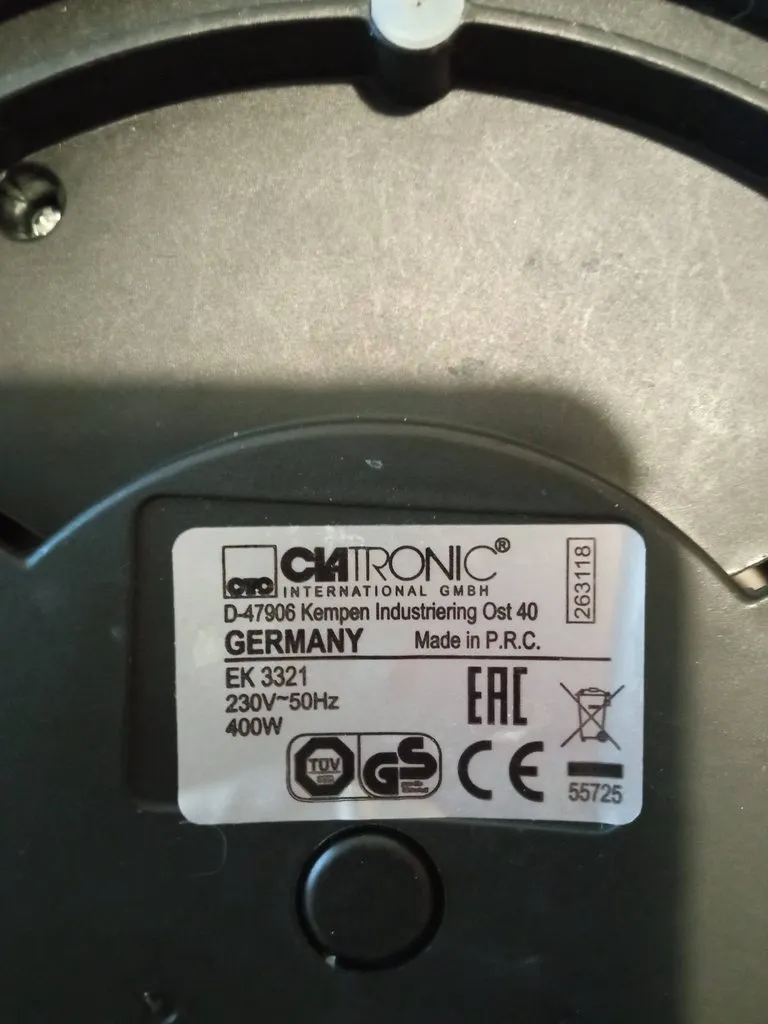 CTC CLATRONIC®
INTERNATIONAL GMBH
D-47906 Kempen Industriering Ost 40
GERMANY Made in P.R.C.
263118
EK 3321
230V~50Hz
400W
EAC
TÜV GS CE
55725